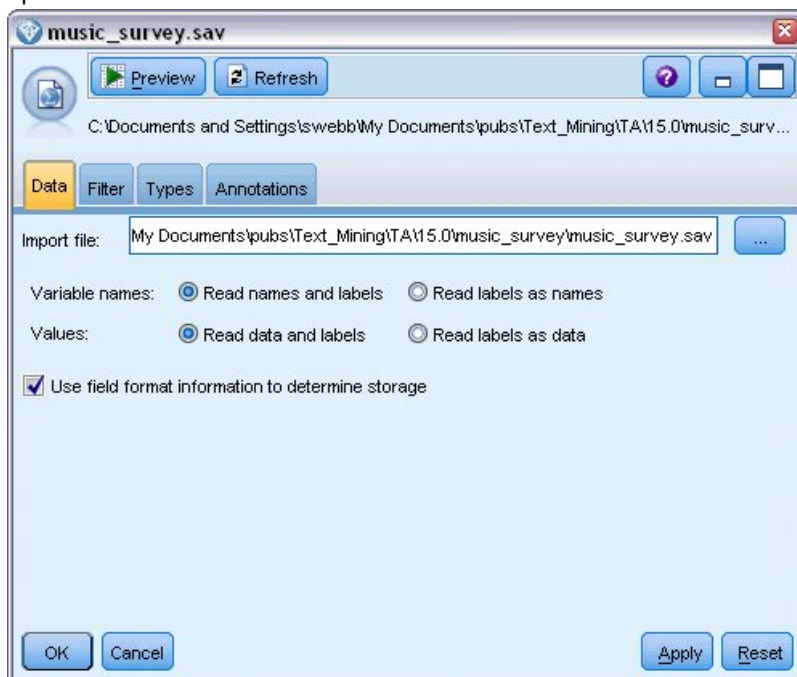 music_survey.sav
Preview Refresh
C:\Documents and Settings\swebb\My Documents\pubs\Text_Mining\TA\15.0\music_surv...
Data Filter Types Annotations
Import file: My Documents\pubs\Text_Mining\TA\15.0\music_survey\music_survey.sav ...
Variable names: Read names and labels Read labels as names
Values: Read data and labels Read labels as data
Use field format information to determine storage
OK Cancel Apply Reset